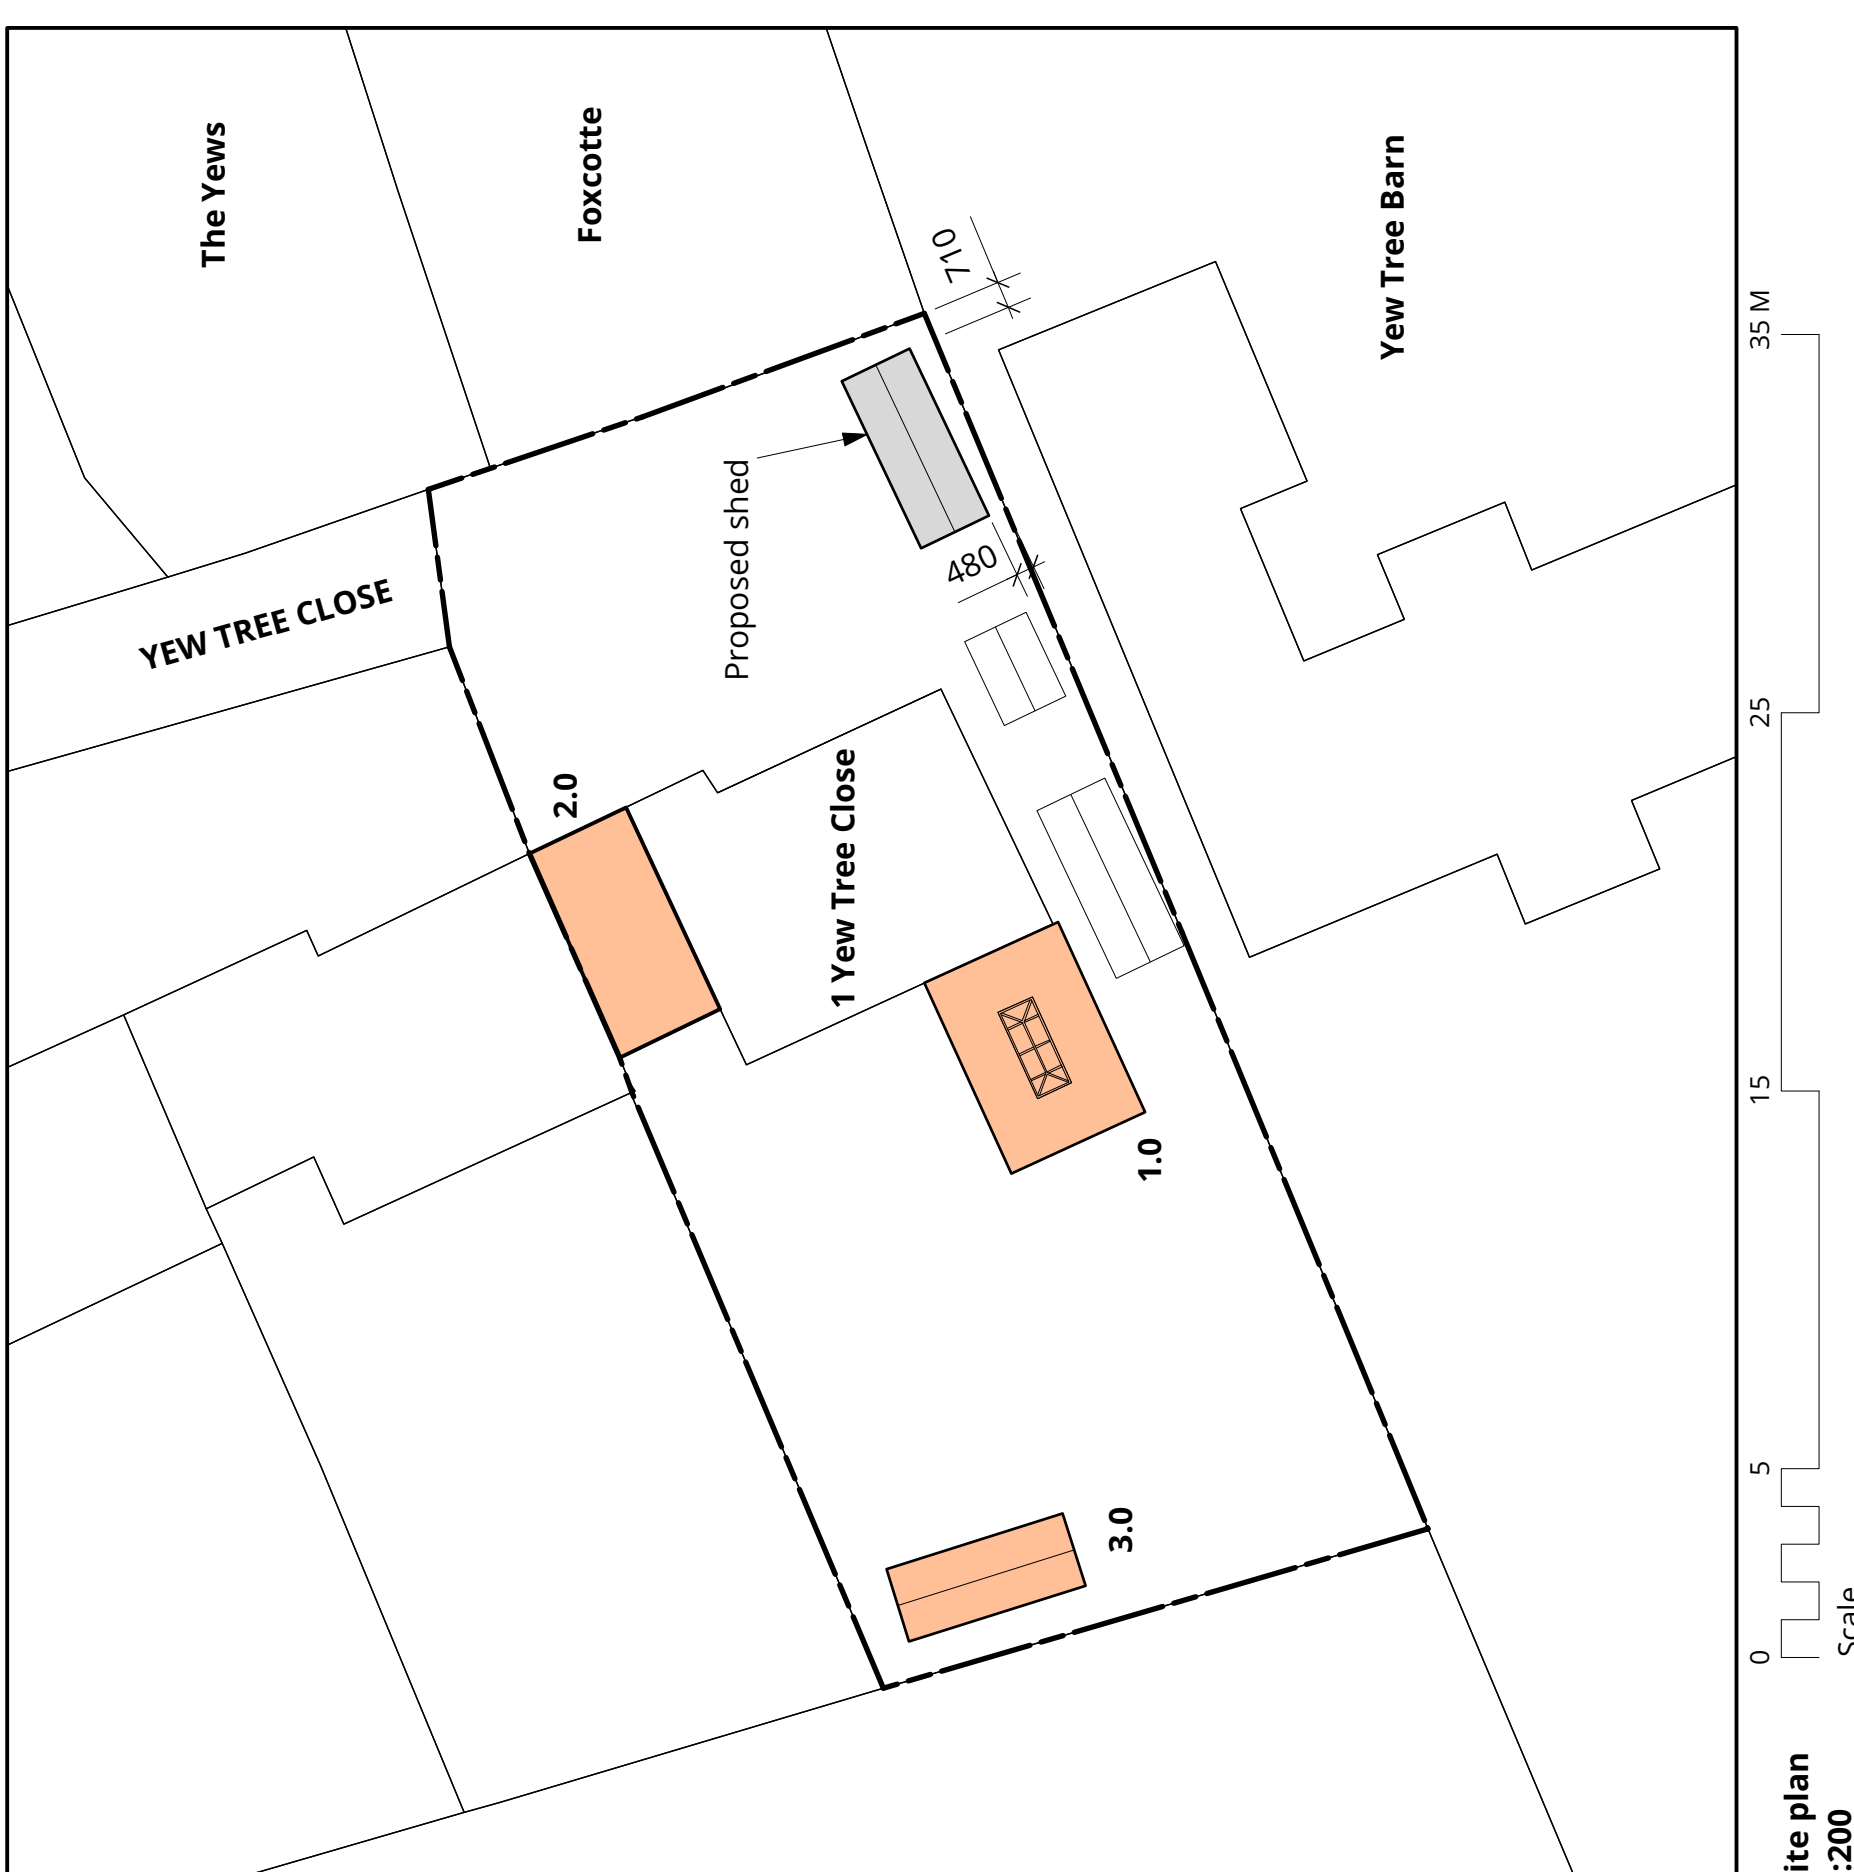 The Yews
Foxcotte
Yew Tree Barn
YEW TREE CLOSE
710
Proposed shed
480
2.0
1 Yew Tree Close
1.0
3.0
0
5
15
25
35 M
Scale
ite plan
:200